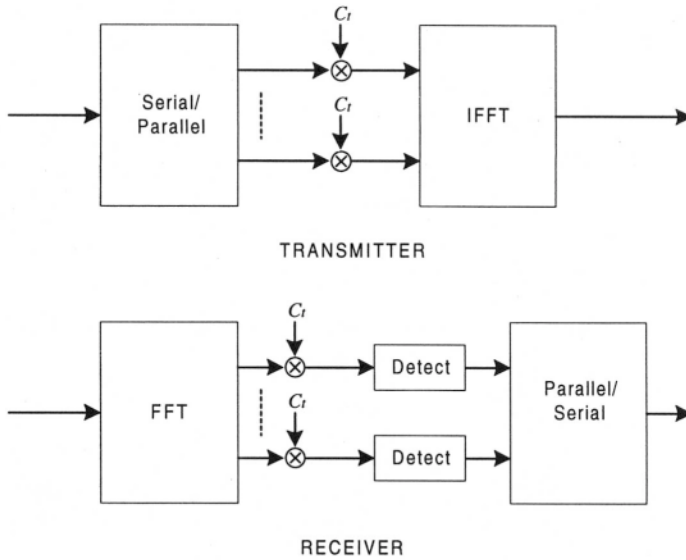 Ct
Ct
Serial/
Parallel
IFFT
TRANSMITTER
Ct
Ct
FFT
Detect
Detect
Parallel/
Serial
RECEIVER